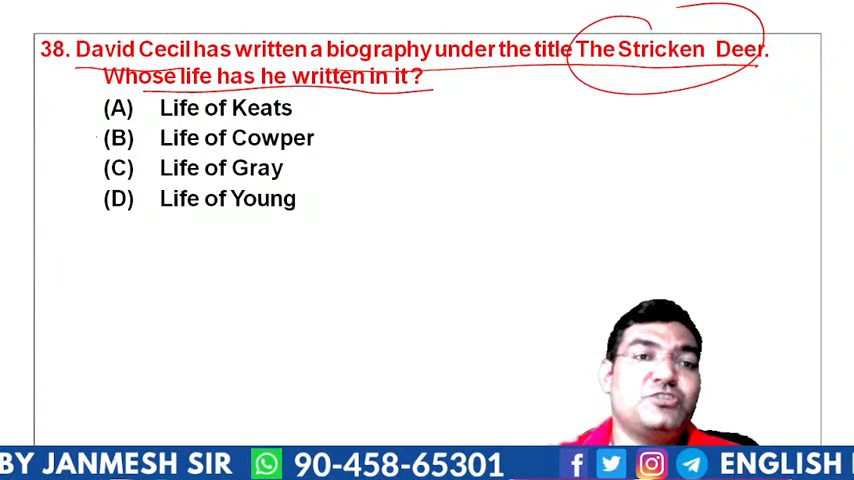 38. David Cecil has written a biography under the title The Stricken Deer.
Whose life has he written in it?
(A) Life of Keats
(B) Life of Cowper
(C) Life of Gray
(D) Life of Young
BY JANMESH SIR 90-458-65301 ENGLISH